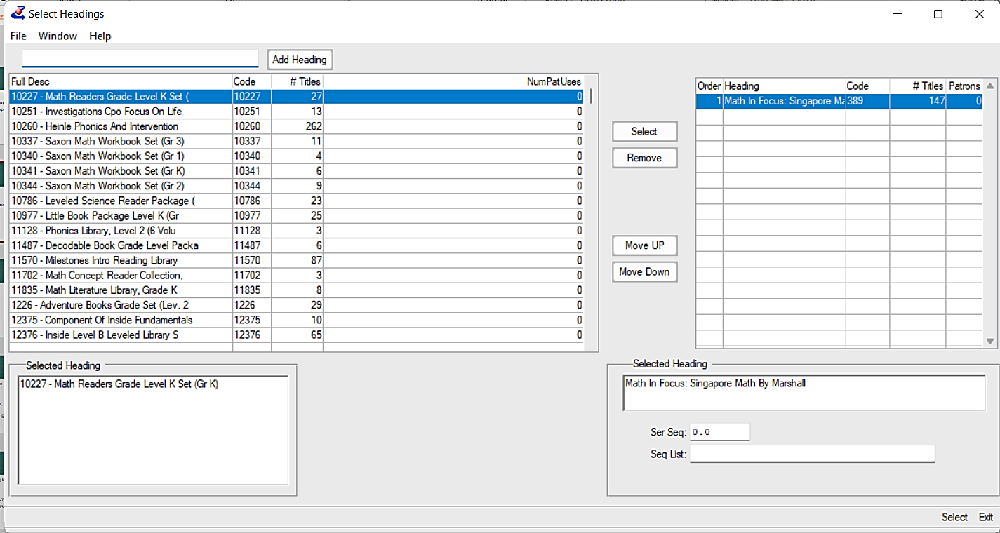 Select Headings
File Window Help
Add Heading
Full Desc Code # Titles NumPatUses
10227 - Math Readers Grade Level K Set ( 10227 27 0
10251 - Investigations Cpo Focus On Life 10251 13 0
10260 - Heinle Phonics And Intervention 10260 262 0
10337 - Saxon Math Workbook Set (Gr 3) 10337 11 0
10340 - Saxon Math Workbook Set (Gr 1) 10340 4 0
10341 - Saxon Math Workbook Set (Gr K) 10341 6 0
10344 - Saxon Math Workbook Set (Gr 2) 10344 9 0
10786 - Leveled Science Reader Package ( 10786 23 0
10977 - Little Book Package Level K (Gr 10977 25 0
11128 - Phonics Library, Level 2 (6 Volu 11128 3 0
11487 - Decodable Book Grade Level Packa 11487 6 0
11570 - Milestones Intro Reading Library 11570 87 0
11702 - Math Concept Reader Collection, 11702 3 0
11835 - Math Literature Library, Grade K 11835 8 0
1226 - Adventure Books Grade Set (Lev. 2 1226 29 0
12375 - Component Of Inside Fundamentals 12375 10 0
12376 - Inside Level B Leveled Library S 12376 65 0
Select
Remove
Move UP
Move Down
Order Heading Code # Titles Patrons
1 Math In Focus: Singapore Ma 389 147 0
Selected Heading
10227 - Math Readers Grade Level K Set (Gr K)
Selected Heading
Math In Focus: Singapore Math By Marshall
Ser Seq: 0.0
Seq List:
Select Exit